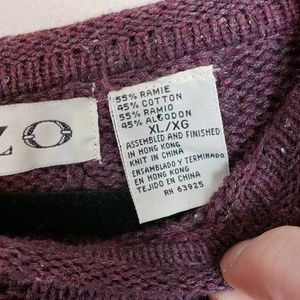 ZO
55% RAMIE
45% COTTON
55% RAMIO
45% ALGODON
XL/XG
ASSEMBLED AND FINISHED
IN HONG KONG
KNIT IN CHINA
ENSAMBLADO Y TERMINADO
EN HONG KONG
TEJIDO EN CHINA
RN 63925